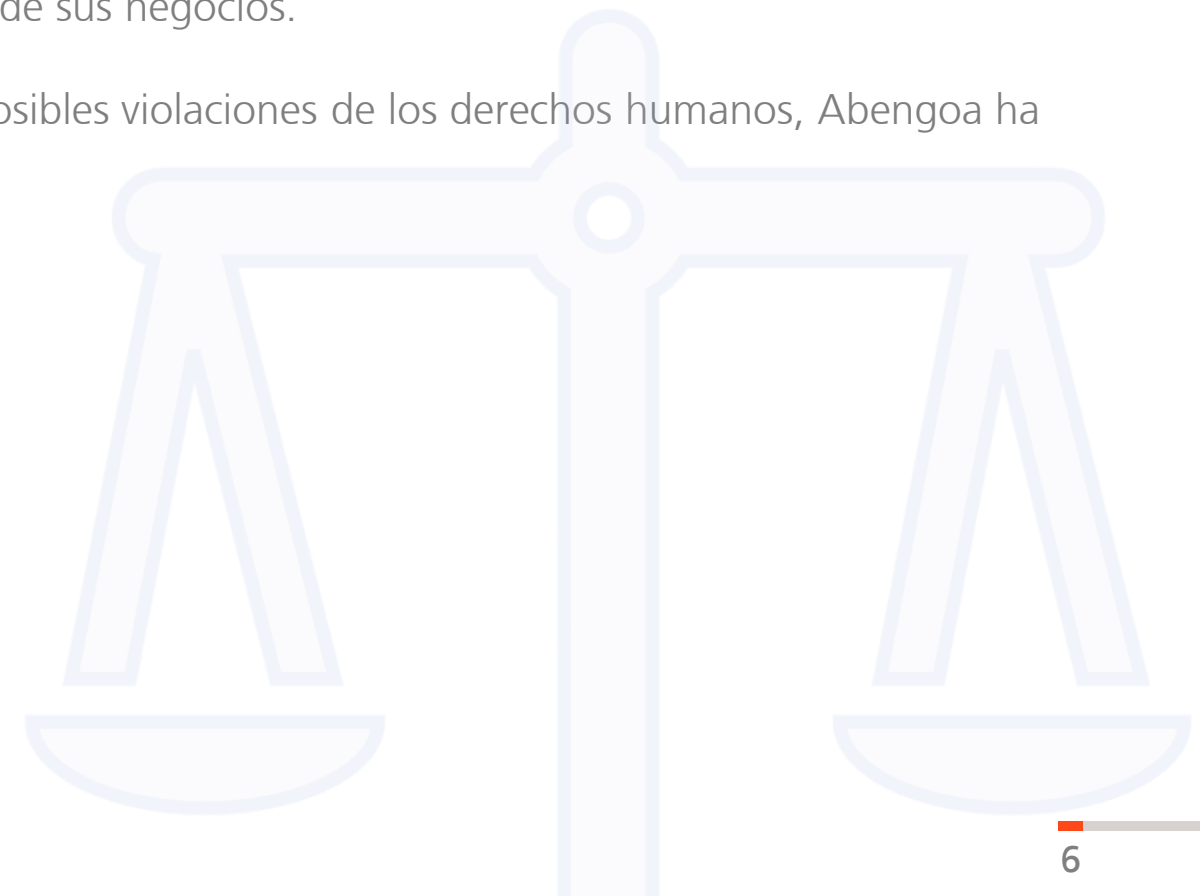 de sus negocios.
osibles violaciones de los derechos humanos, Abengoa ha
6